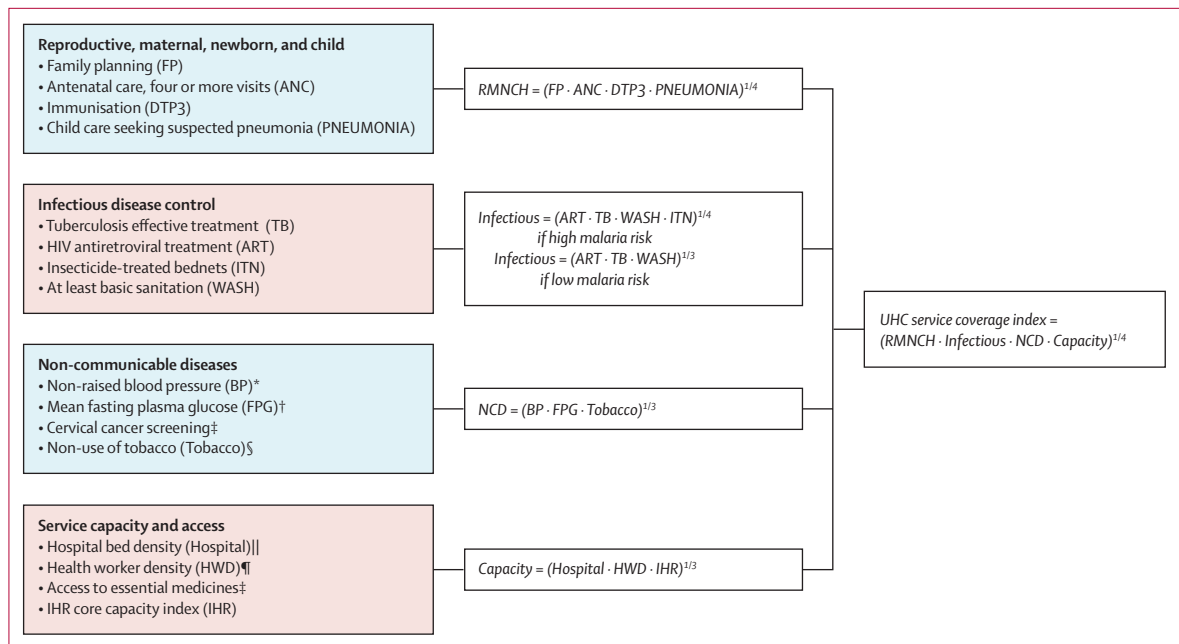 Reproductive, maternal, newborn, and child
• Family planning (FP)
• Antenatal care, four or more visits (ANC)
• Immunisation (DTP3)
• Child care seeking suspected pneumonia (PNEUMONIA)
RMNCH = (FP · ANC · DTP3 · PNEUMONIA)1/4
Infectious disease control
• Tuberculosis effective treatment (TB)
• HIV antiretroviral treatment (ART)
• Insecticide-treated bednets (ITN)
• At least basic sanitation (WASH)
Infectious = (ART · TB · WASH · ITN)1/4
if high malaria risk
Infectious = (ART · TB · WASH)1/3
if low malaria risk
Non-communicable diseases
• Non-raised blood pressure (BP)*
• Mean fasting plasma glucose (FPG)†
• Cervical cancer screening‡
• Non-use of tobacco (Tobacco)§
NCD = (BP · FPG · Tobacco)1/3
Service capacity and access
• Hospital bed density (Hospital)||
• Health worker density (HWD)¶
• Access to essential medicines‡
• IHR core capacity index (IHR)
Capacity = (Hospital · HWD · IHR)1/3
UHC service coverage index =
(RMNCH · Infectious · NCD · Capacity)1/4